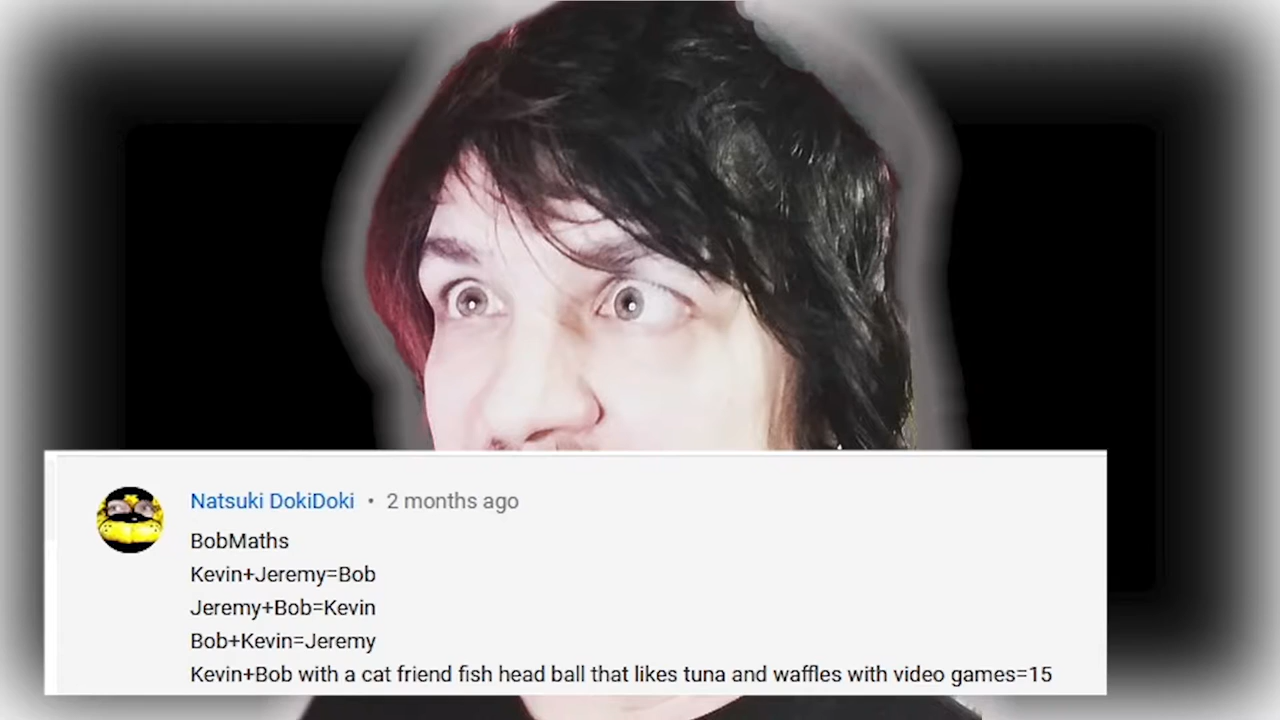 Natsuki DokiDoki • 2 months ago
BobMaths
Kevin+Jeremy=Bob
Jeremy+Bob=Kevin
Bob+Kevin=Jeremy
Kevin+Bob with a cat friend fish head ball that likes tuna and waffles with video games=15